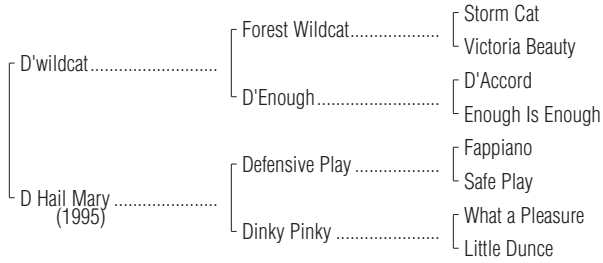 Storm Cat
Forest Wildcat....................
Victoria Beauty
D'wildcat.............................
D'Accord
D'Enough............................
Enough Is Enough
Fappiano
Defensive Play ...................
Safe Play
D Hail Mary .......................
(1995)
What a Pleasure
Dinky Pinky .......................
Little Dunce